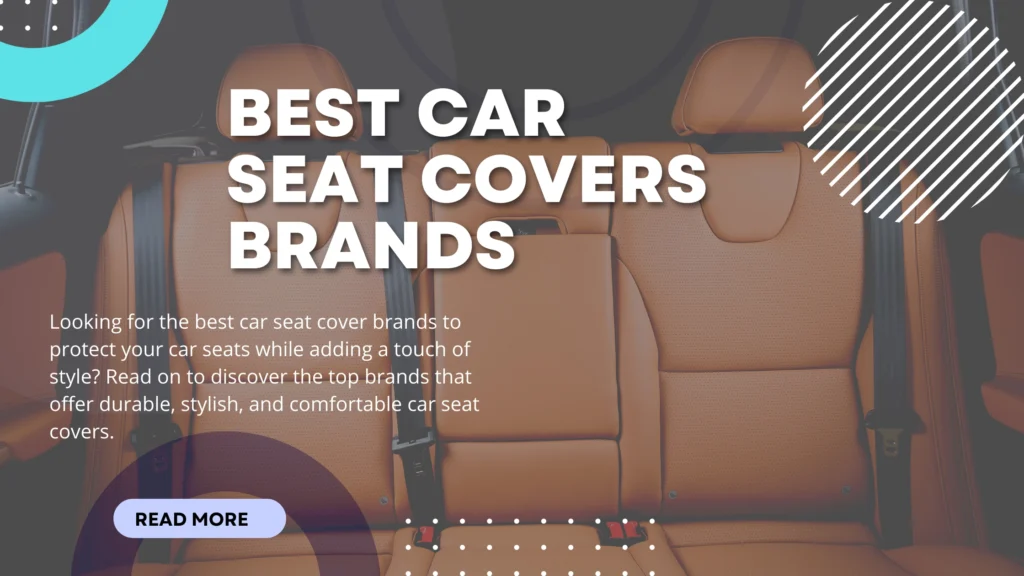 BEST CAR
SEAT COVERS
BRANDS
Looking for the best car seat cover brands to
protect your car seats while adding a touch of
style? Read on to discover the top brands that
offer durable, stylish, and comfortable car seat
covers.
READ MORE